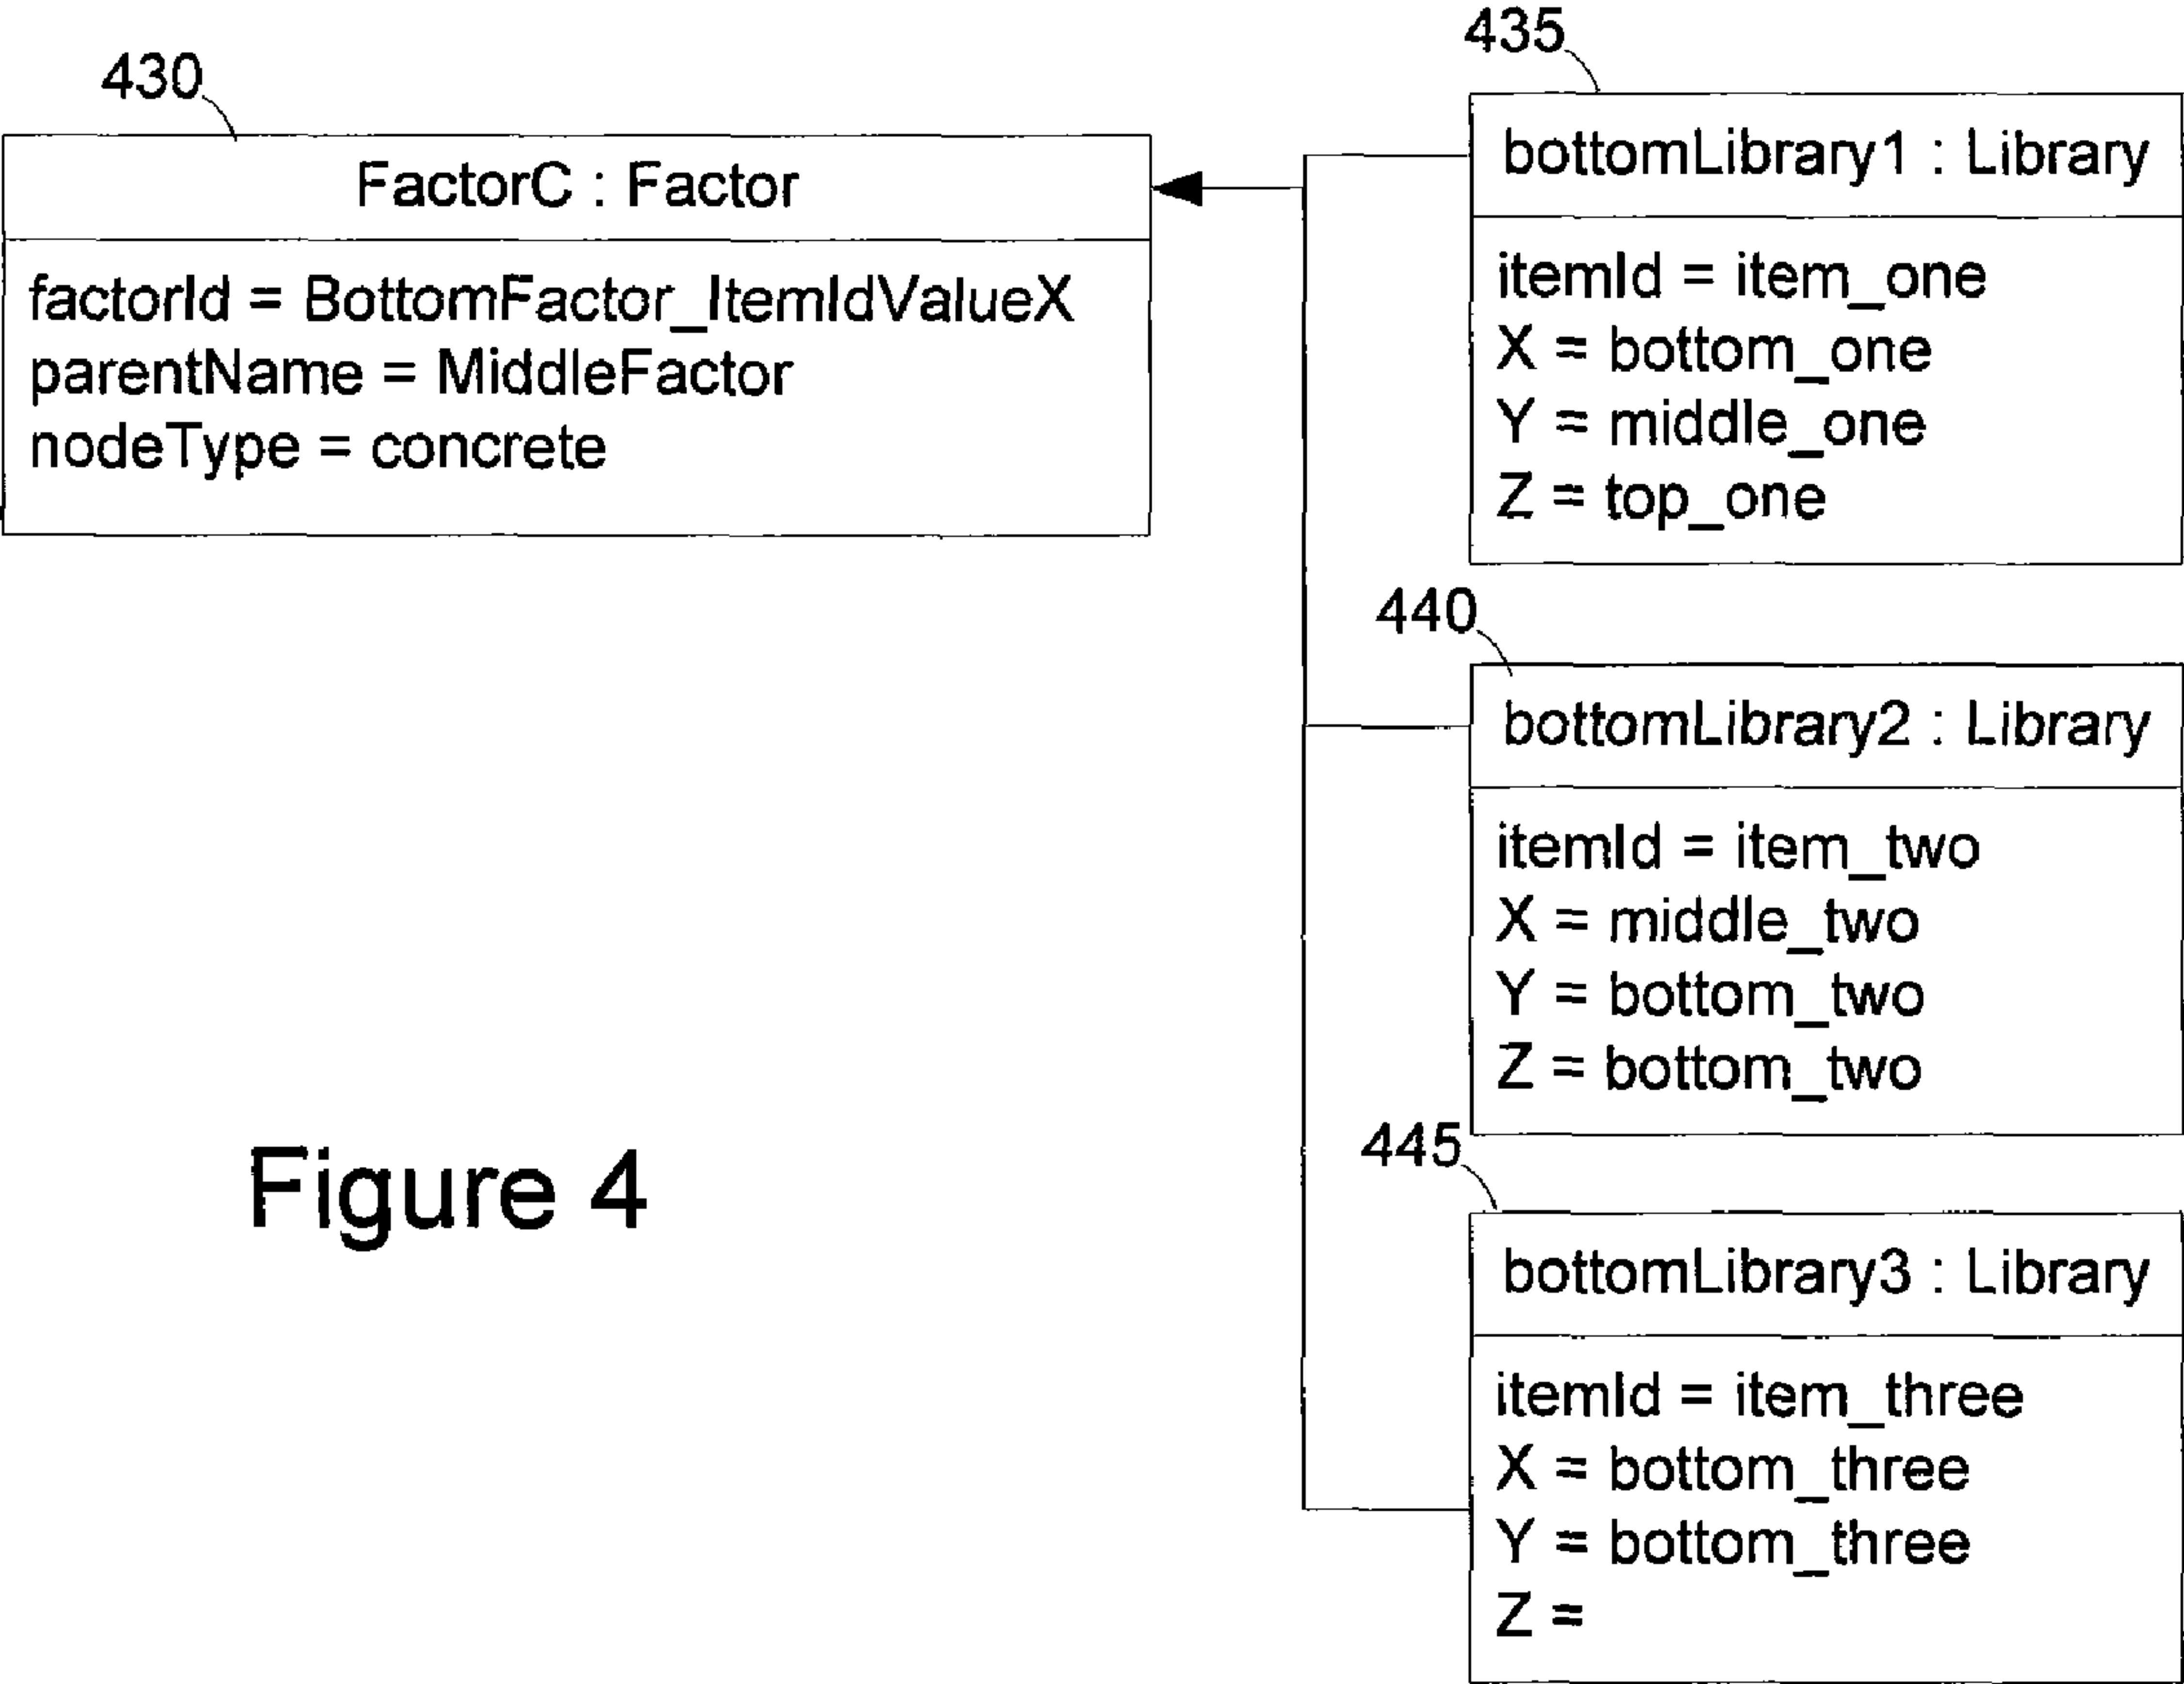 430
FactorC : Factor
factorId = BottomFactor_ItemIdValueX
parentName = MiddleFactor
nodeType = concrete
435
bottomLibrary1 : Library
itemId = item_one
X = bottom_one
Y = middle_one
Z = top_one
440
bottomLibrary2 : Library
itemId = item_two
X = middle_two
Y = bottom_two
Z = bottom_two
445
bottomLibrary3 : Library
itemId = item_three
X = bottom_three
Y = bottom_three
Z =
Figure 4